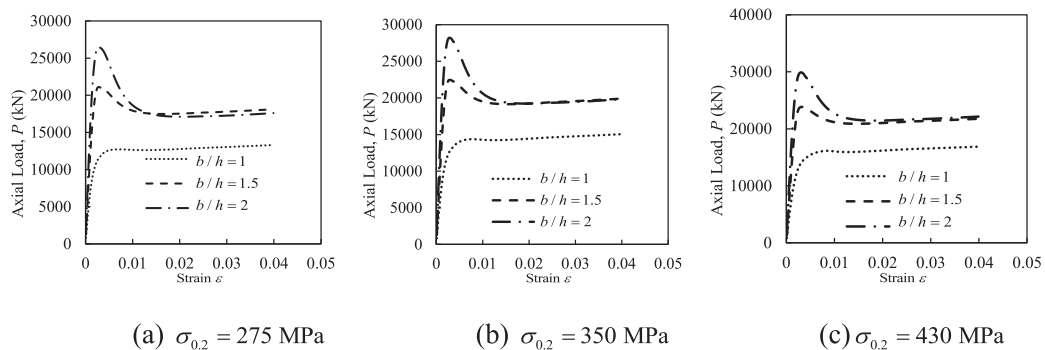 Axial Load, P (kN)
30000
25000
20000
15000
10000
5000
0
b / h = 1
b / h = 1.5
b / h = 2
0 0.01 0.02 0.03 0.04 0.05
Strain ε
(a) σ0.2 = 275 MPa
Axial Load, P (kN)
30000
25000
20000
15000
10000
5000
0
b / h = 1
b / h = 1.5
b / h = 2
0 0.01 0.02 0.03 0.04 0.05
Strain ε
(b) σ0.2 = 350 MPa
Axial Load, P (kN)
40000
30000
20000
10000
0
b / h = 1
b / h = 1.5
b / h = 2
0 0.01 0.02 0.03 0.04 0.05
Strain ε
(c) σ0.2 = 430 MPa